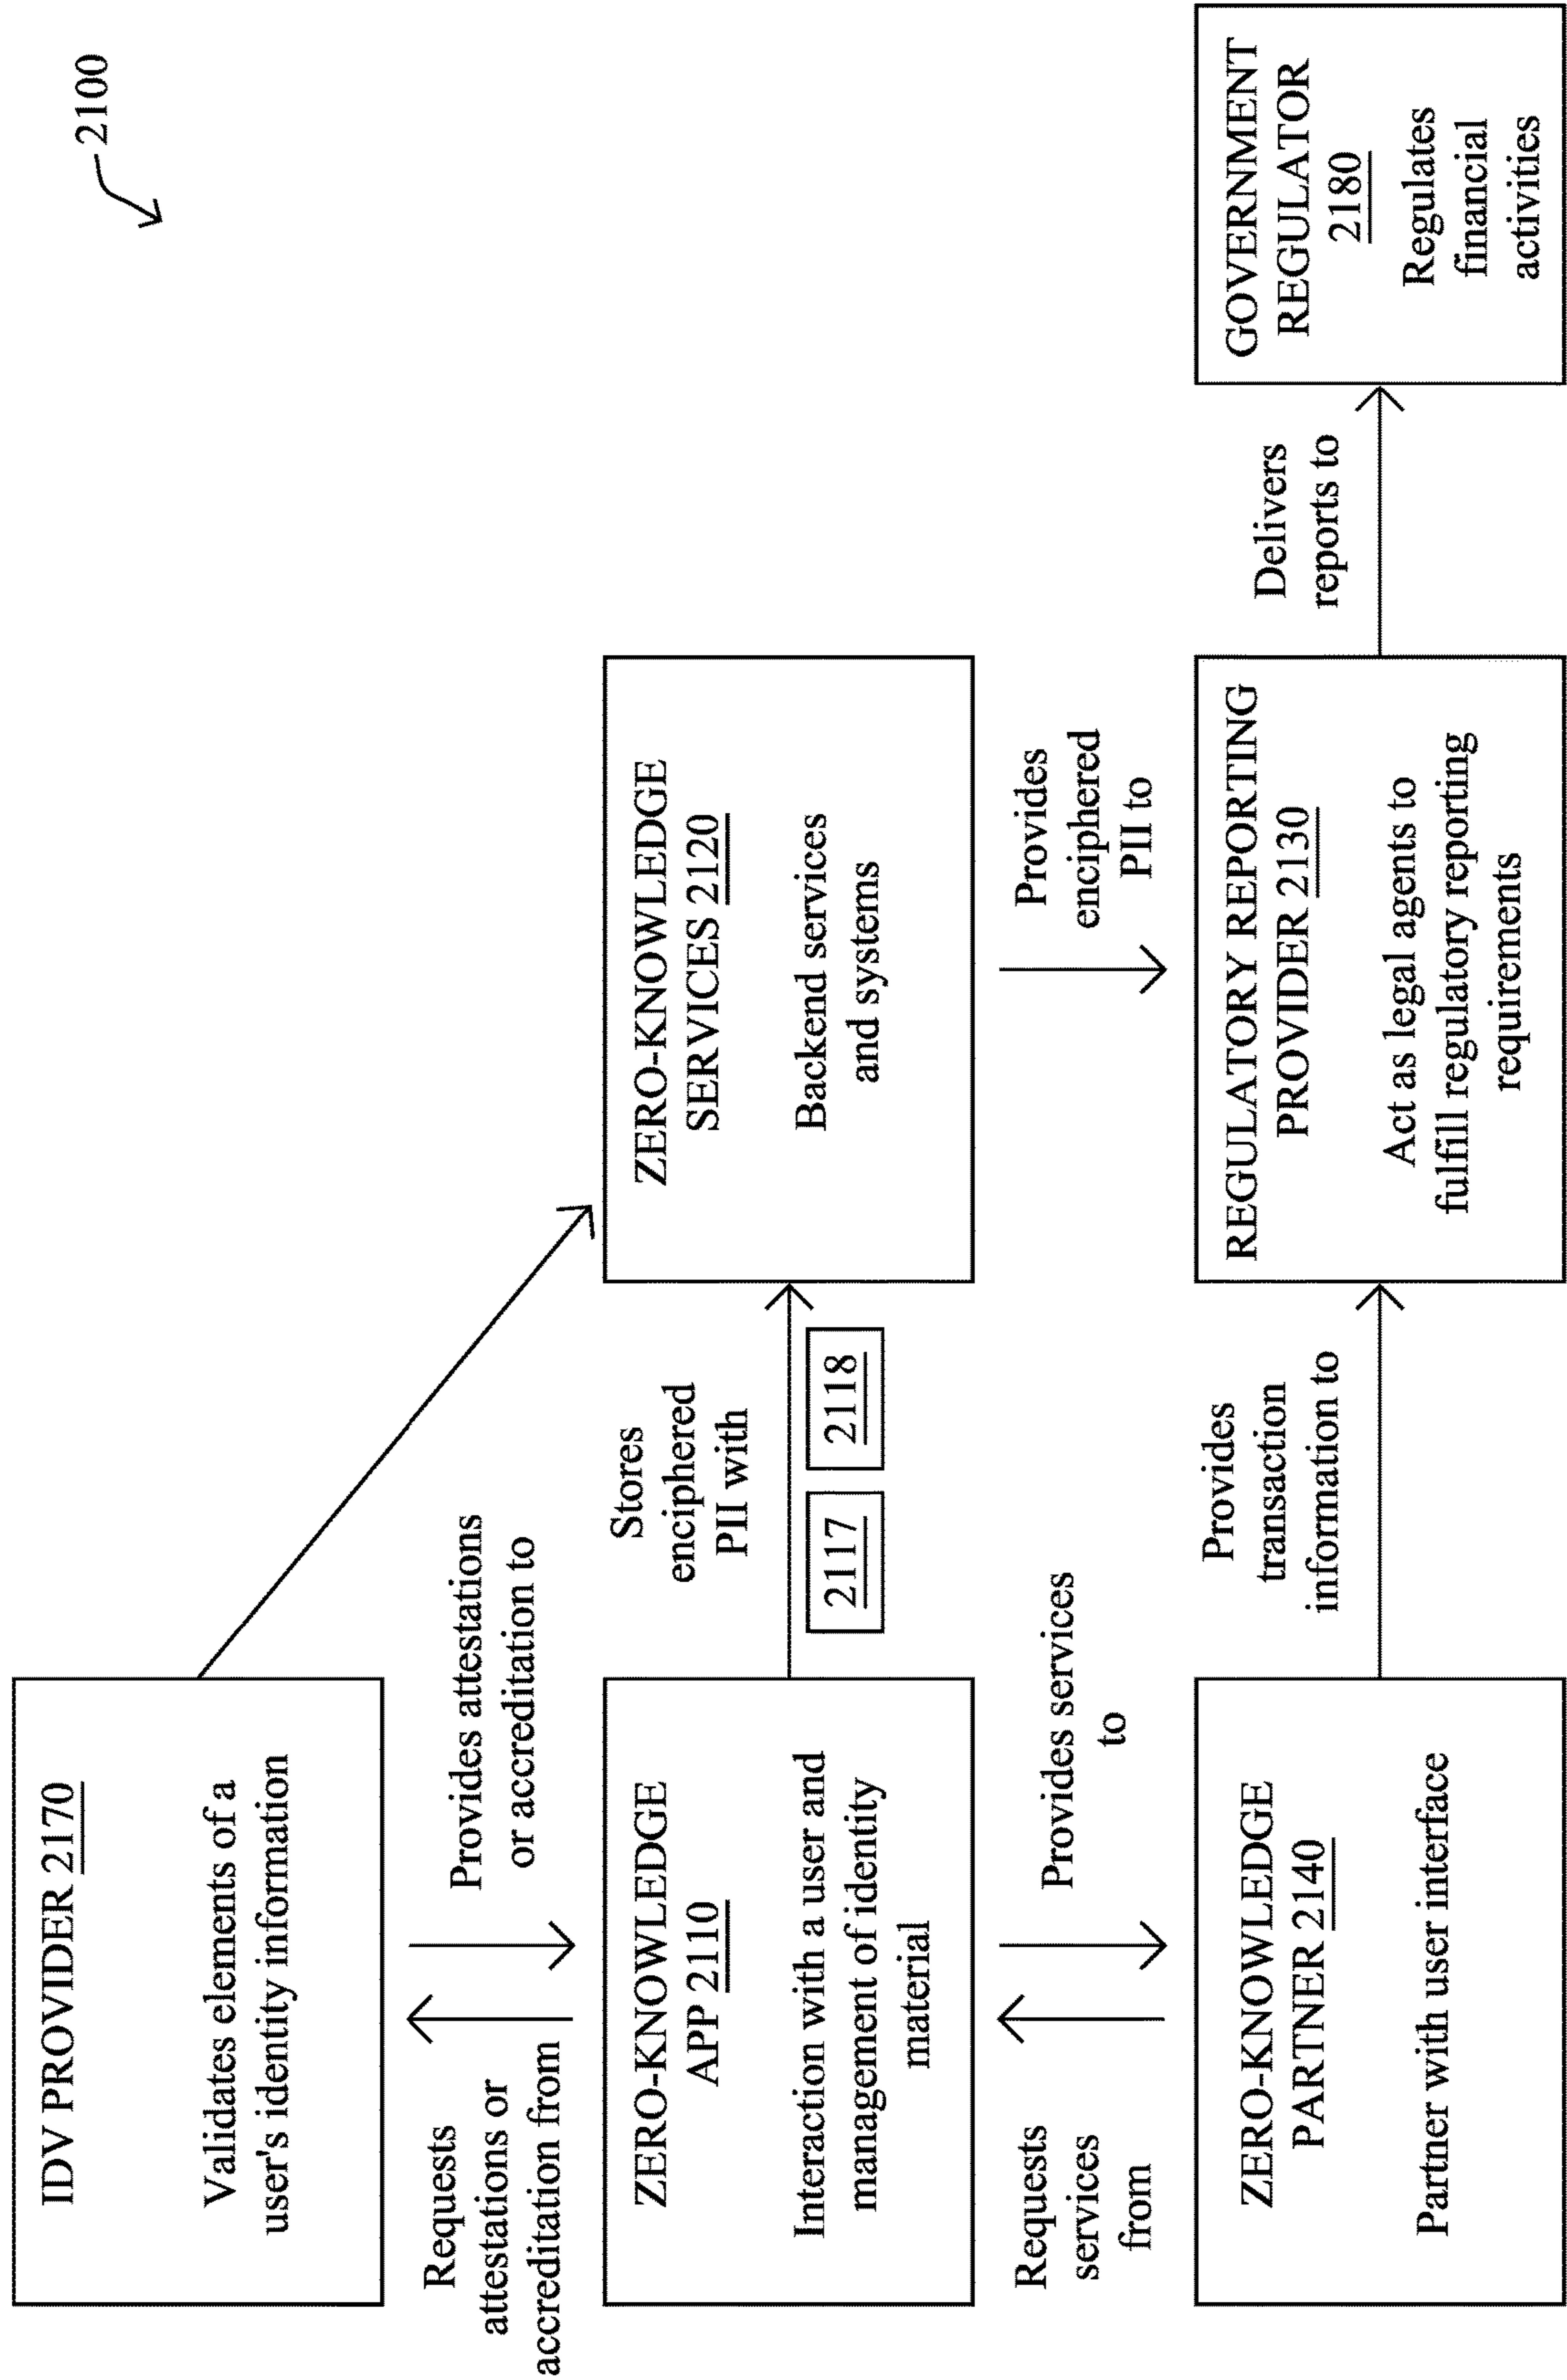 2100
IDV PROVIDER 2170
Validates elements of a
user's identity information
Requests
attestations or
accreditation from
Provides attestations
or accreditation to
ZERO-KNOWLEDGE
APP 2110
Interaction with a user and
management of identity
material
Stores
enciphered
PII with
2117
2118
ZERO-KNOWLEDGE
SERVICES 2120
Backend services
and systems
Requests
services
from
Provides services
to
Provides
enciphered
PII to
ZERO-KNOWLEDGE
PARTNER 2140
Partner with user interface
Provides
transaction
information to
REGULATORY REPORTING
PROVIDER 2130
Act as legal agents to
fulfill regulatory reporting
requirements
Delivers
reports to
GOVERNMENT
REGULATOR
2180
Regulates
financial
activities